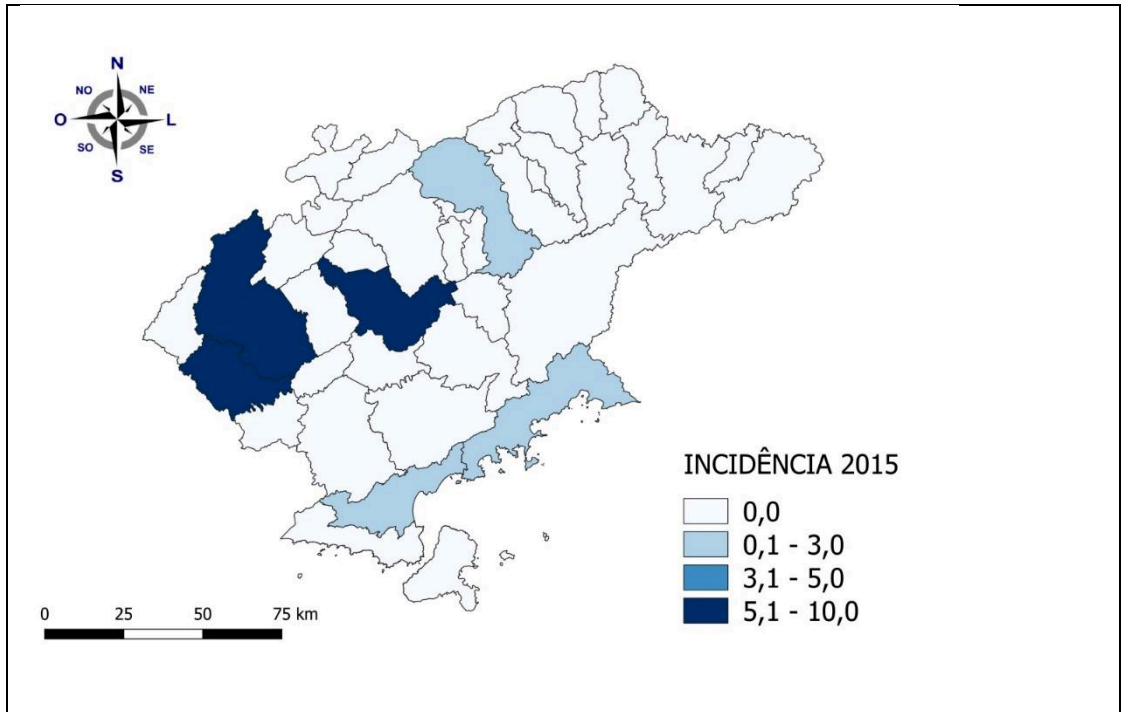 N
NO NE
O L
SO SE
S
INCIDÊNCIA 2015
0,0
0,1 - 3,0
3,1 - 5,0
5,1 - 10,0
0 25 50 75 km